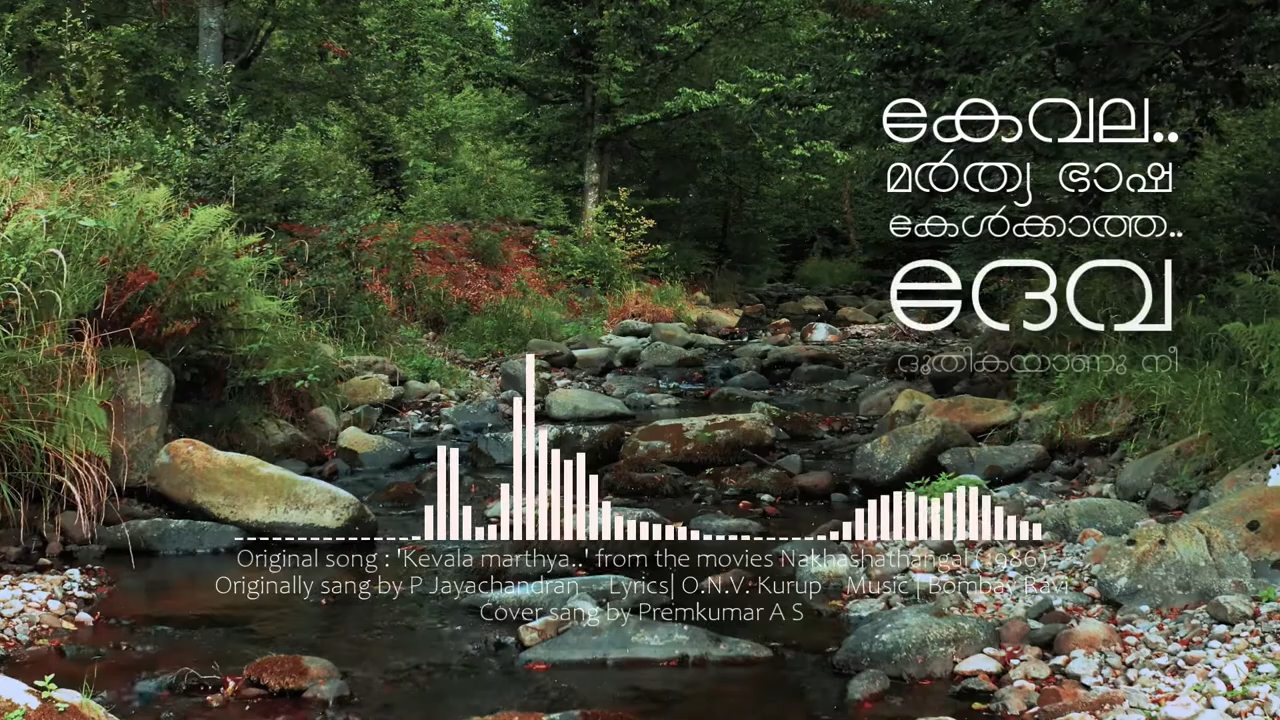 കേവല..
മർത്യ ഭാഷ
കേൾക്കാത്ത..
ദേവ
ദൂതികയാണു നീ
Original song : 'Kevala marthya..' from the movies Nakhashathangal (1986)
Originally sang by P Jayachandran Lyrics| O.N.V. Kurup Music | Bombay Ravi
Cover sang by Premkumar A S